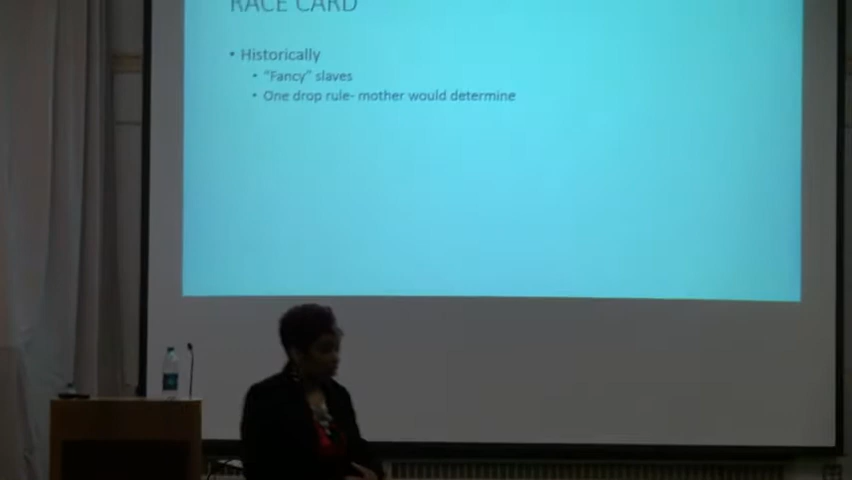 RACE CARD
• Historically
• "Fancy" slaves
• One drop rule- mother would determine